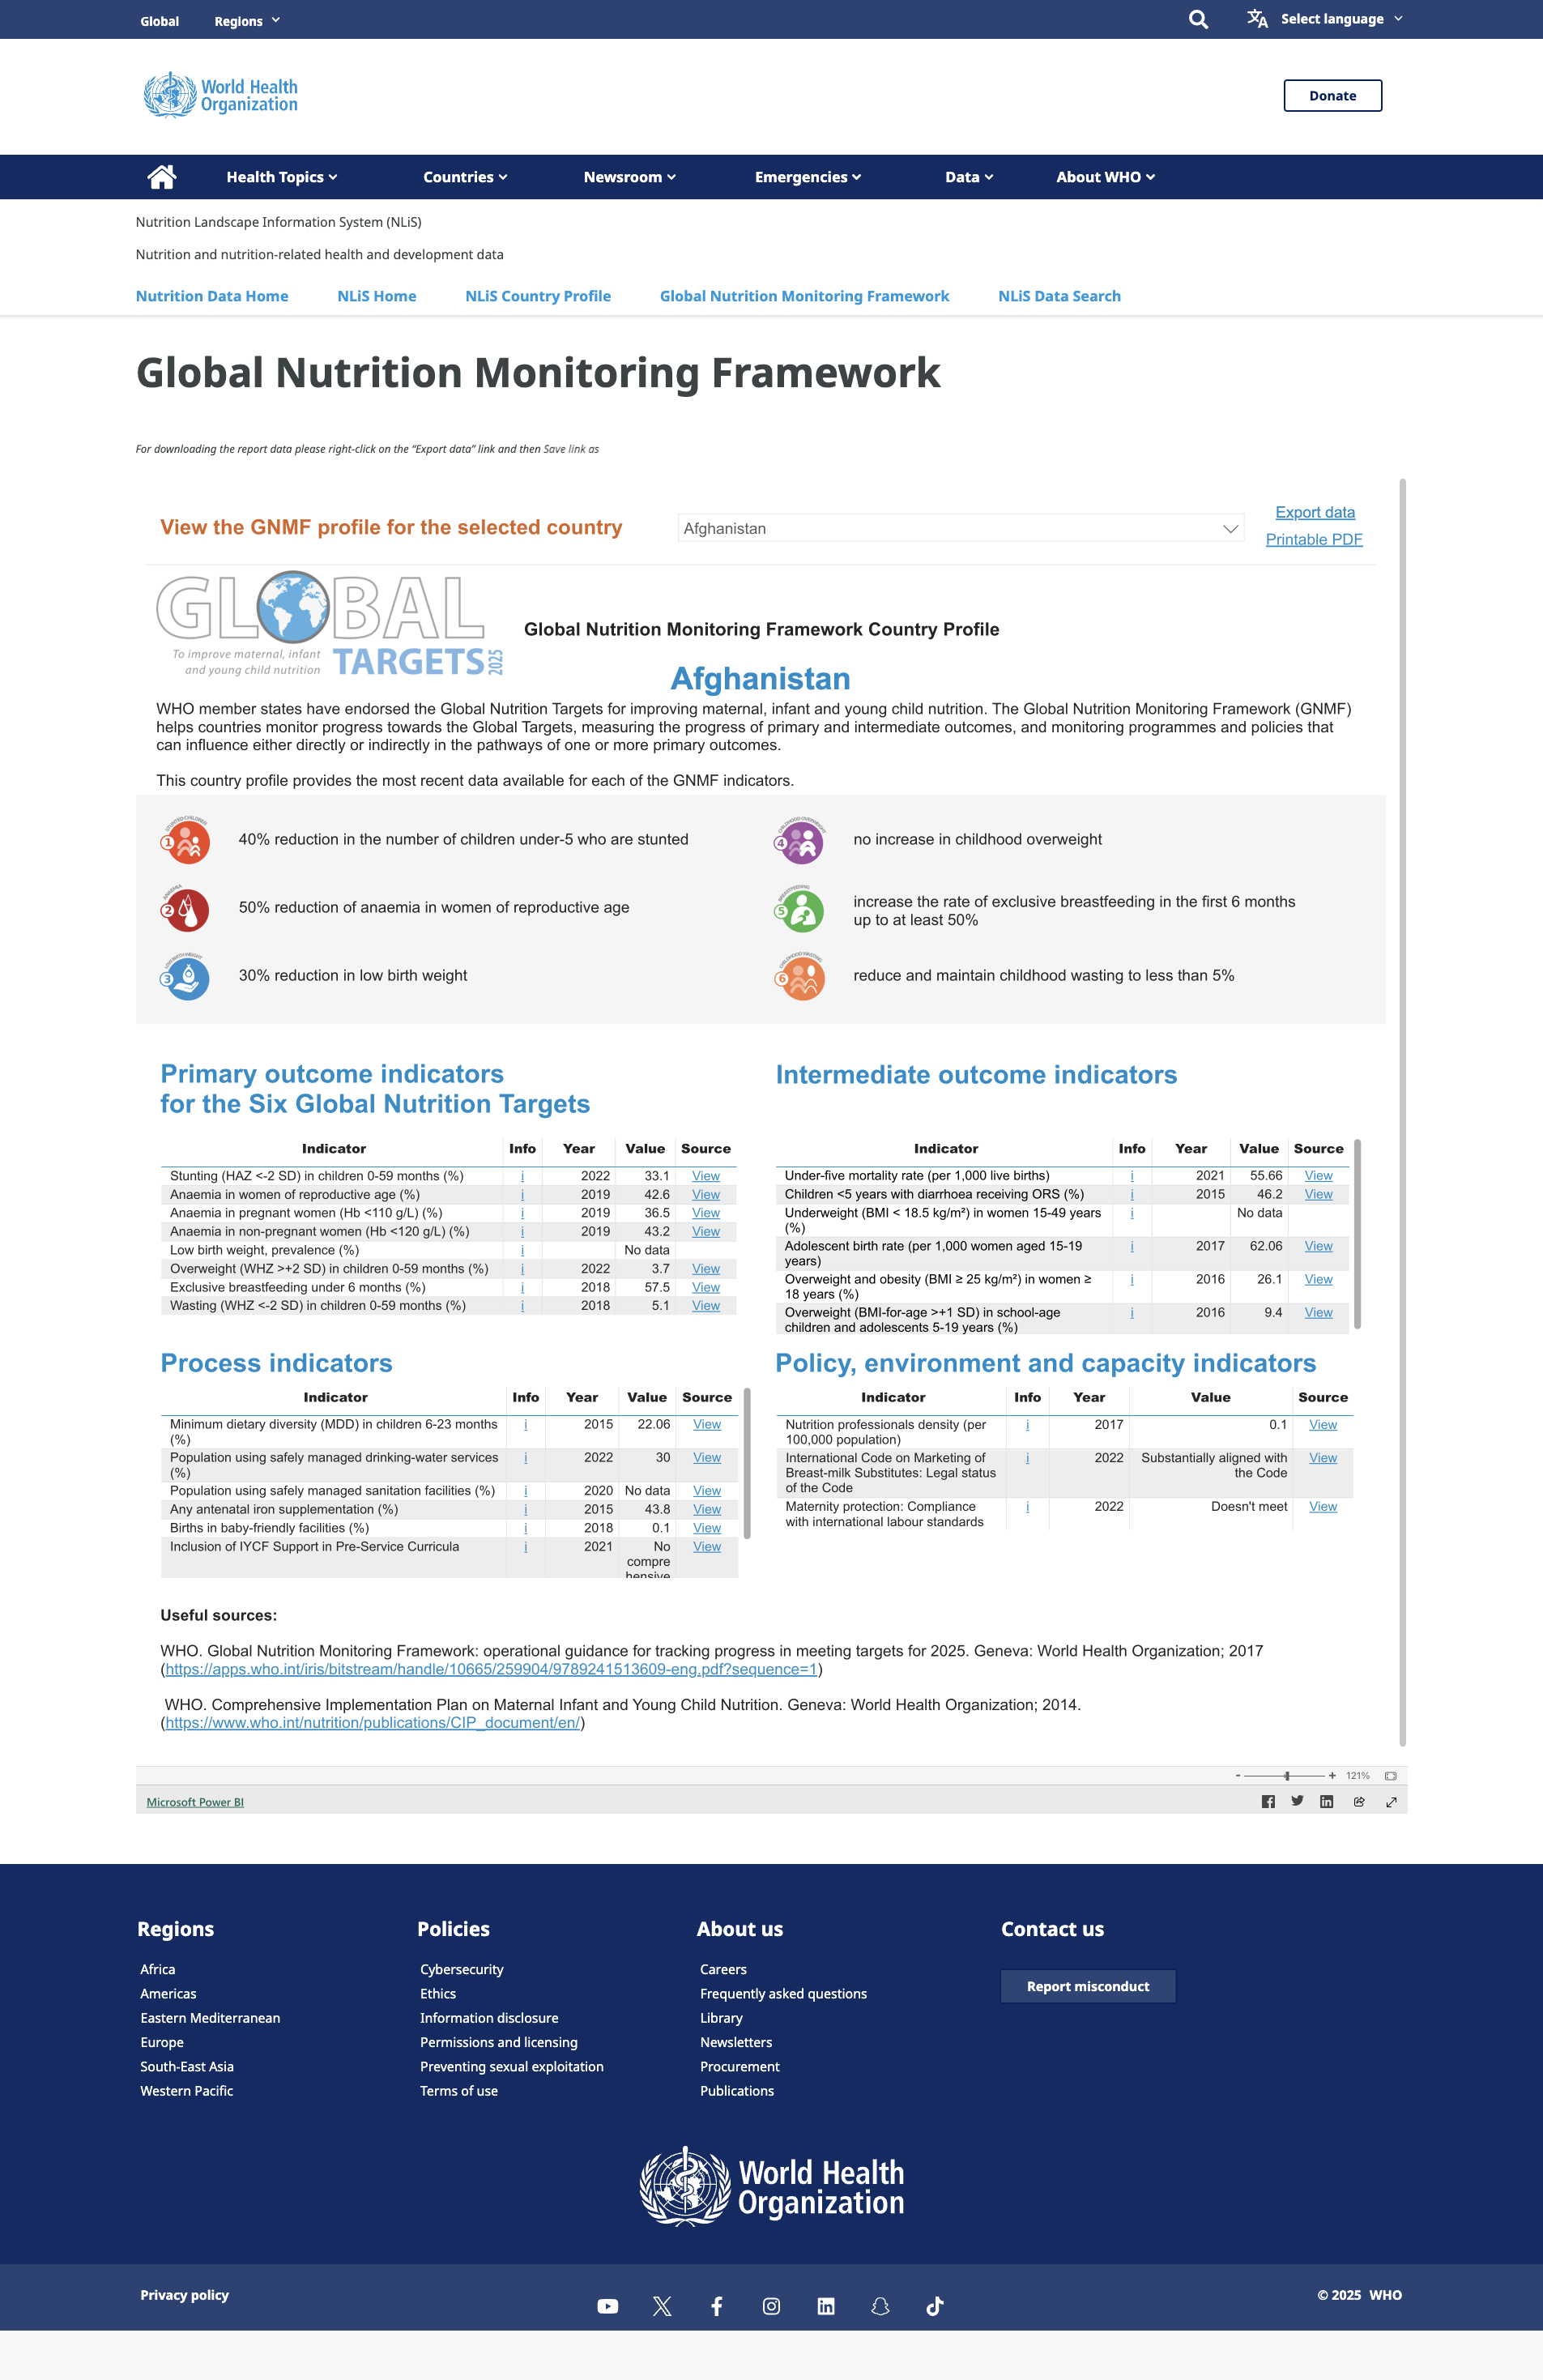 Global
Regions
Select language
World Health
Organization
Donate
Health Topics
Countries
Newsroom
Emergencies
Data
About WHO
Nutrition Landscape Information System (NLiS)
Nutrition and nutrition-related health and development data
Nutrition Data Home
NLiS Home
NLiS Country Profile
Global Nutrition Monitoring Framework
NLiS Data Search
Global Nutrition Monitoring Framework
For downloading the report data please right-click on the "Export data" link and then Save link as
View the GNMF profile for the selected country
Afghanistan
Export data
Printable PDF
GLOBAL
To improve maternal, infant
and young child nutrition
TARGETS 2025
Global Nutrition Monitoring Framework Country Profile
Afghanistan
WHO member states have endorsed the Global Nutrition Targets for improving maternal, infant and young child nutrition. The Global Nutrition Monitoring Framework (GNMF)
helps countries monitor progress towards the Global Targets, measuring the progress of primary and intermediate outcomes, and monitoring programmes and policies that
can influence either directly or indirectly in the pathways of one or more primary outcomes.
This country profile provides the most recent data available for each of the GNMF indicators.
STUNTED CHILDREN
1
40% reduction in the number of children under-5 who are stunted
CHILDHOOD OVERWEIGHT
4
no increase in childhood overweight
ANAEMIA
2
50% reduction of anaemia in women of reproductive age
BREASTFEEDING
5
increase the rate of exclusive breastfeeding in the first 6 months
up to at least 50%
LOW BIRTH WEIGHT
3
30% reduction in low birth weight
CHILDHOOD WASTING
6
reduce and maintain childhood wasting to less than 5%
Primary outcome indicators
for the Six Global Nutrition Targets
Indicator Info Year Value Source
Stunting (HAZ <-2 SD) in children 0-59 months (%) i 2022 33.1 View
Anaemia in women of reproductive age (%) i 2019 42.6 View
Anaemia in pregnant women (Hb <110 g/L) (%) i 2019 36.5 View
Anaemia in non-pregnant women (Hb <120 g/L) (%) i 2019 43.2 View
Low birth weight, prevalence (%) i No data
Overweight (WHZ >+2 SD) in children 0-59 months (%) i 2022 3.7 View
Exclusive breastfeeding under 6 months (%) i 2018 57.5 View
Wasting (WHZ <-2 SD) in children 0-59 months (%) i 2018 5.1 View
Intermediate outcome indicators
Indicator Info Year Value Source
Under-five mortality rate (per 1,000 live births) i 2021 55.66 View
Children <5 years with diarrhoea receiving ORS (%) i 2015 46.2 View
Underweight (BMI < 18.5 kg/m²) in women 15-49 years i No data
(%)
Adolescent birth rate (per 1,000 women aged 15-19 i 2017 62.06 View
years)
Overweight and obesity (BMI ≥ 25 kg/m²) in women ≥ i 2016 26.1 View
18 years (%)
Overweight (BMI-for-age >+1 SD) in school-age i 2016 9.4 View
children and adolescents 5-19 years (%)
Process indicators
Indicator Info Year Value Source
Minimum dietary diversity (MDD) in children 6-23 months i 2015 22.06 View
(%)
Population using safely managed drinking-water services i 2022 30 View
(%)
Population using safely managed sanitation facilities (%) i 2020 No data View
Any antenatal iron supplementation (%) i 2015 43.8 View
Births in baby-friendly facilities (%) i 2018 0.1 View
Inclusion of IYCF Support in Pre-Service Curricula i 2021 No View
compre
hensive
Policy, environment and capacity indicators
Indicator Info Year Value Source
Nutrition professionals density (per i 2017 0.1 View
100,000 population)
International Code on Marketing of i 2022 Substantially aligned with View
Breast-milk Substitutes: Legal status the Code
of the Code
Maternity protection: Compliance i 2022 Doesn't meet View
with international labour standards
Useful sources:
WHO. Global Nutrition Monitoring Framework: operational guidance for tracking progress in meeting targets for 2025. Geneva: World Health Organization; 2017
(https://apps.who.int/iris/bitstream/handle/10665/259904/9789241513609-eng.pdf?sequence=1)
WHO. Comprehensive Implementation Plan on Maternal Infant and Young Child Nutrition. Geneva: World Health Organization; 2014.
(https://www.who.int/nutrition/publications/CIP_document/en/)
- + 121%
Microsoft Power BI
Regions
Africa
Americas
Eastern Mediterranean
Europe
South-East Asia
Western Pacific
Policies
Cybersecurity
Ethics
Information disclosure
Permissions and licensing
Preventing sexual exploitation
Terms of use
About us
Careers
Frequently asked questions
Library
Newsletters
Procurement
Publications
Contact us
Report misconduct
World Health
Organization
Privacy policy
© 2025 WHO